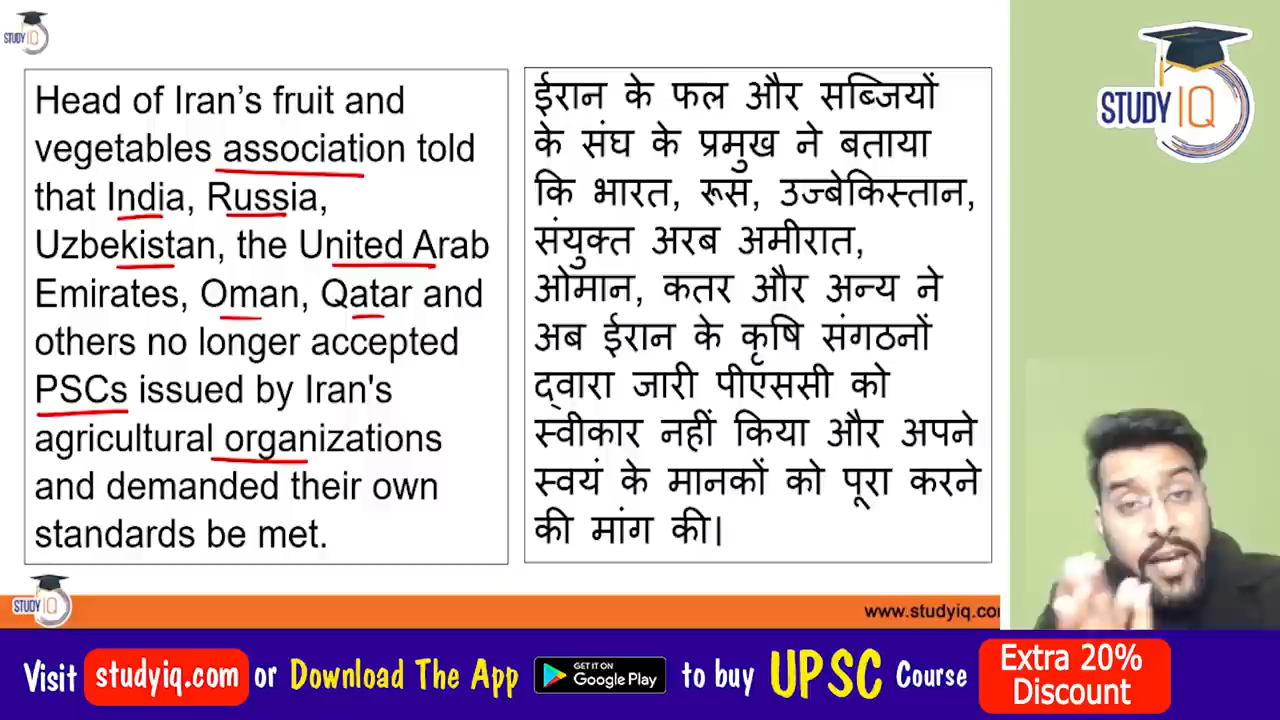 STUDY IQ
Head of Iran’s fruit and
vegetables association told
that India, Russia,
Uzbekistan, the United Arab
Emirates, Oman, Qatar and
others no longer accepted
PSCs issued by Iran's
agricultural organizations
and demanded their own
standards be met.
ईरान के फल और सब्जियों
के संघ के प्रमुख ने बताया
कि भारत, रूस, उज्बेकिस्तान,
संयुक्त अरब अमीरात,
ओमान, कतर और अन्य ने
अब ईरान के कृषि संगठनों
द्वारा जारी पीएससी को
स्वीकार नहीं किया और अपने
स्वयं के मानकों को पूरा करने
की मांग की।
STUDY IQ
STUDY IQ
www.studyiq.co
Visit studyiq.com or Download The App GET IT ON Google Play to buy UPSC Course
Extra 20%
Discount